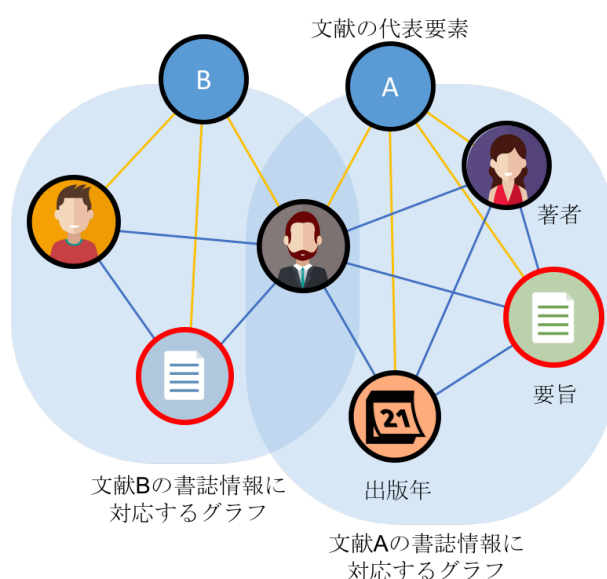 文献の代表要素
B
A
著者
要旨
21
出版年
文献Bの書誌情報に
対応するグラフ
文献Aの書誌情報に
対応するグラフ